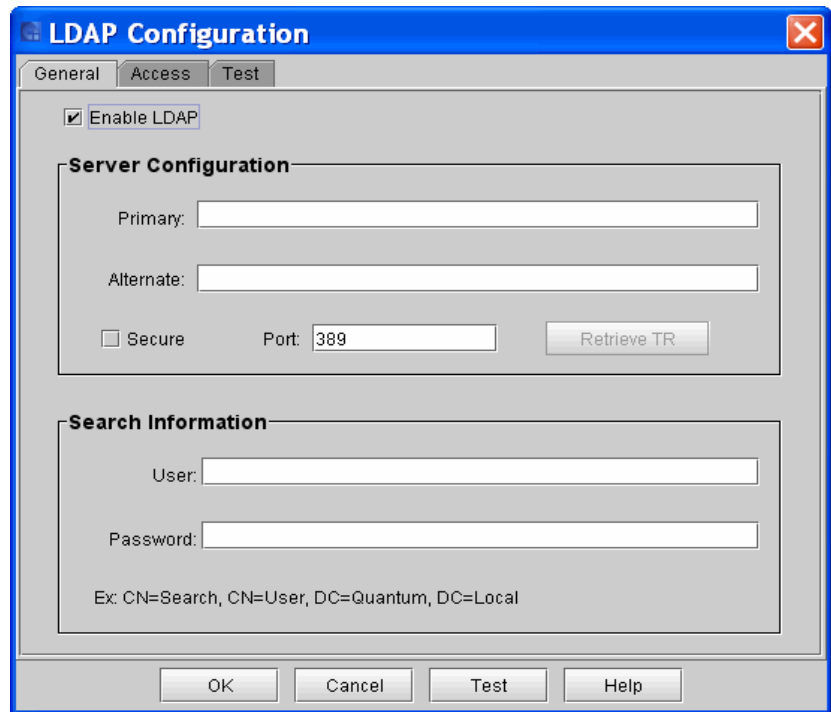 LDAP Configuration
General Access Test
Enable LDAP
Server Configuration
Primary:
Alternate:
Secure Port: 389 Retrieve TR
Search Information
User:
Password:
Ex: CN=Search, CN=User, DC=Quantum, DC=Local
OK Cancel Test Help